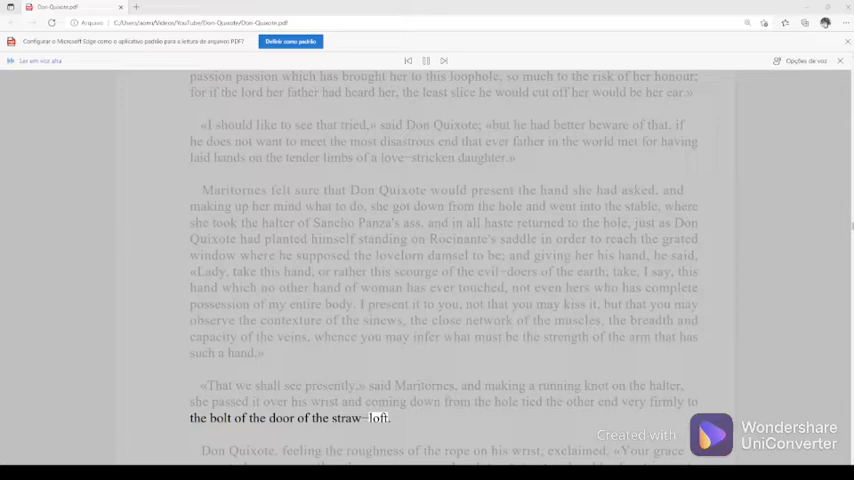 Don-Quixote.pdf
Arquivo
C:/Users/aotni/Videos/YouTube/Don-Quixote/Don-Quixote.pdf
Configurar o Microsoft Edge como o aplicativo padrão para a leitura de arquivos PDF?
Definir como padrão
Ler em voz alta
Opções de voz
passion passion which has brought her to this loophole, so much to the risk of her honour;
for if the lord her father had heard her, the least slice he would cut off her would be her ear.»
«I should like to see that tried,» said Don Quixote; «but he had better beware of that, if
he does not want to meet the most disastrous end that ever father in the world met for having
laid hands on the tender limbs of a love-stricken daughter.»
Maritornes felt sure that Don Quixote would present the hand she had asked, and
making up her mind what to do, she got down from the hole and went into the stable, where
she took the halter of Sancho Panza's ass, and in all haste returned to the hole, just as Don
Quixote had planted himself standing on Rocinante's saddle in order to reach the grated
window where he supposed the lovelorn damsel to be; and giving her his hand, he said,
«Lady, take this hand, or rather this scourge of the evil-doers of the earth; take, I say, this
hand which no other hand of woman has ever touched, not even hers who has complete
possession of my entire body. I present it to you, not that you may kiss it, but that you may
observe the contexture of the sinews, the close network of the muscles, the breadth and
capacity of the veins, whence you may infer what must be the strength of the arm that has
such a hand.»
«That we shall see presently,» said Maritornes, and making a running knot on the halter,
she passed it over his wrist and coming down from the hole tied the other end very firmly to
the bolt of the door of the straw-loft.
Don Quixote, feeling the roughness of the rope on his wrist, exclaimed, «Your grace
Created with
Wondershare
UniConverter